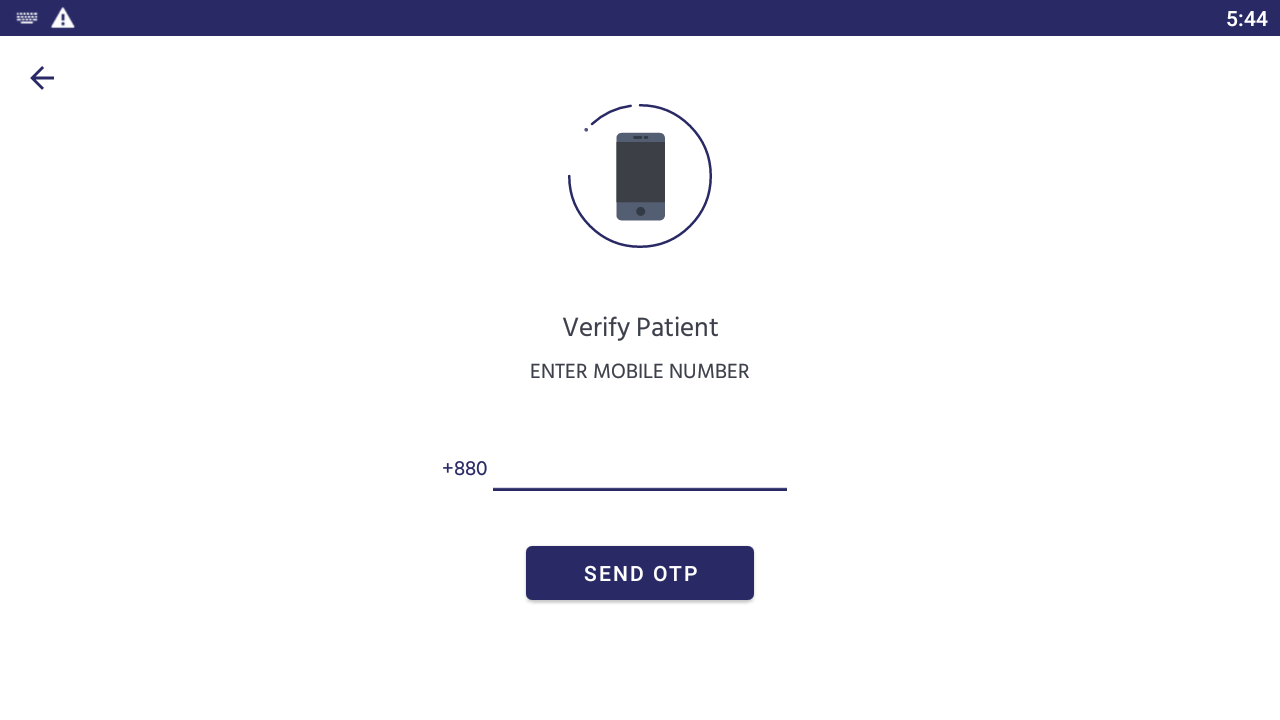 5:44
Verify Patient
ENTER MOBILE NUMBER
+880
SEND OTP